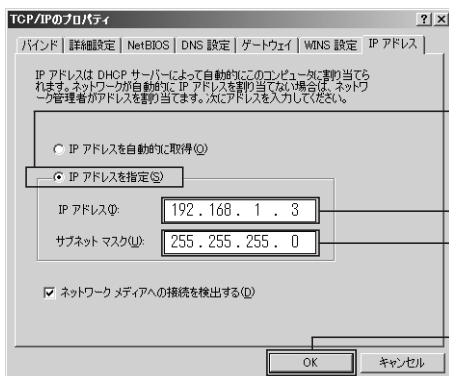 TCP/IPのプロパティ
バインド 詳細設定 NetBIOS DNS 設定 ゲートウェイ WINS 設定 IP アドレス
IP アドレスは DHCP サーバーによって自動的にこのコンピュータに割り当てら
れます。ネットワークが自動的に IP アドレスを割り当てない場合は、ネットワ
ーク管理者がアドレスを割り当てます。次にアドレスを入力してください。
IP アドレスを自動的に取得(O)
IP アドレスを指定(S)
IP アドレス(I): 192.168. 1 . 3
サブネット マスク(U): 255.255.255. 0
ネットワーク メディアへの接続を検出する(D)
OK キャンセル